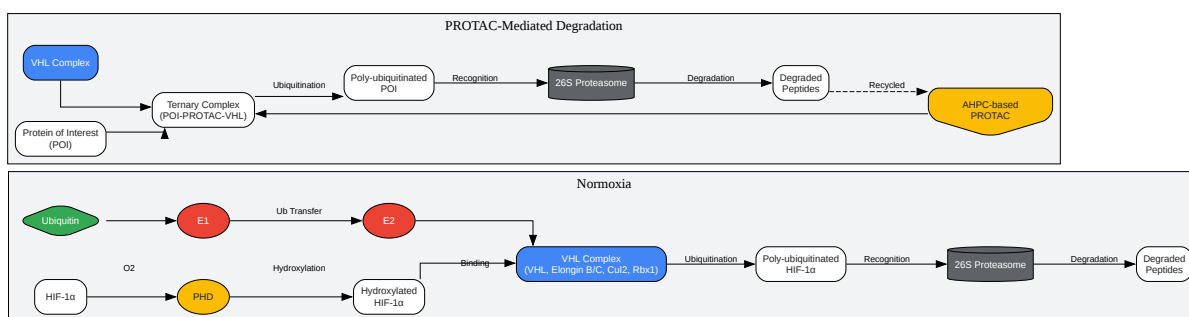 PROTAC-Mediated Degradation
VHL Complex
Ubiquitination
Poly-ubiquitinated
POI
Recognition
26S Proteasome
Degradation
Degraded
Peptides
Recycled
AHPC-based
PROTAC
Ternary Complex
(POI-PROTAC-VHL)
Protein of Interest
(POI)
Normoxia
Ubiquitin
E1
Ub Transfer
E2
VHL Complex
(VHL, Elongin B/C, Cul2, Rbx1)
Ubiquitination
Poly-ubiquitinated
HIF-1α
Recognition
26S Proteasome
Degradation
Degraded
Peptides
O2
Hydroxylation
Binding
HIF-1α
PHD
Hydroxylated
HIF-1α